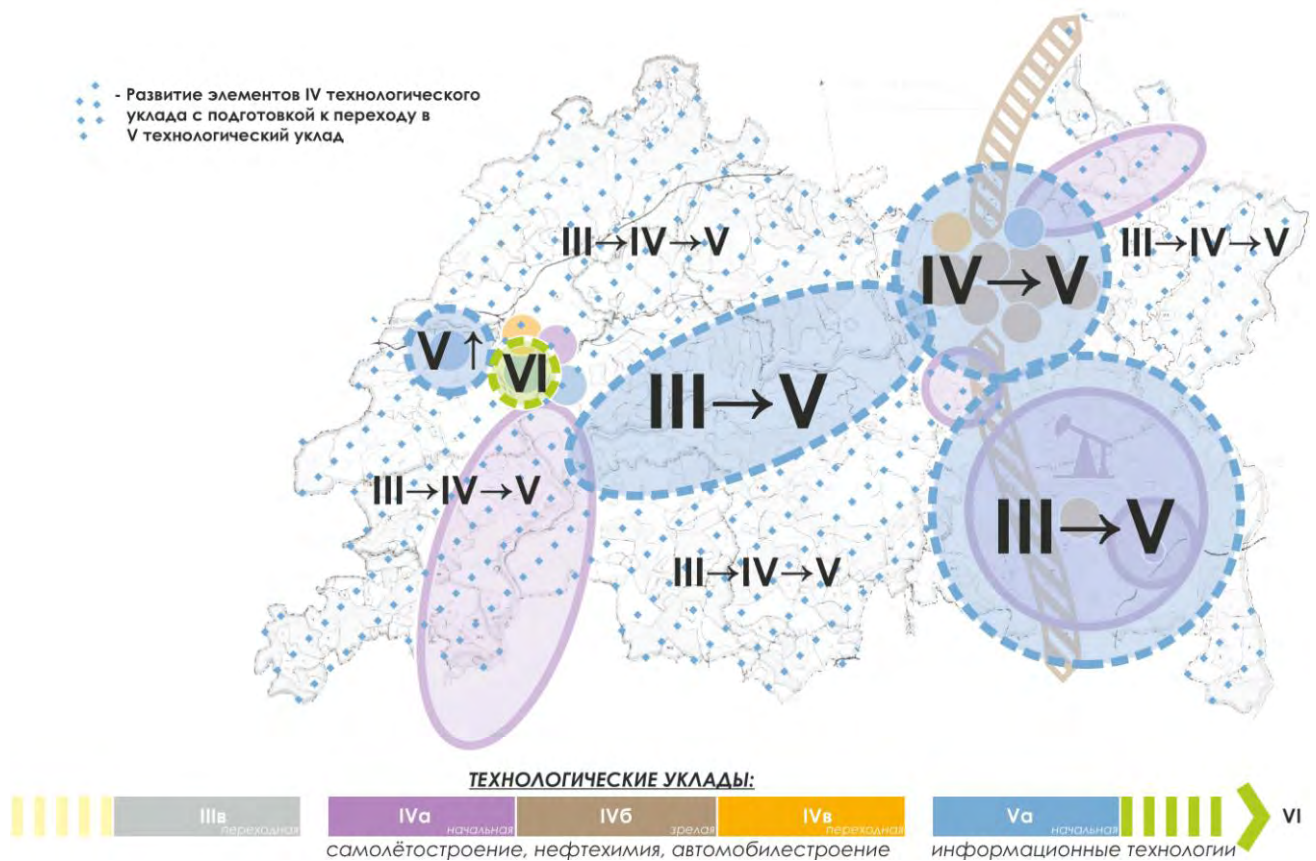 - Развитие элементов IV технологического
уклада с подготовкой к переходу в
V технологический уклад
III→IV→V
III→IV→V
IV→V
V↑
VI
III→V
III→IV→V
III→V
III→IV→V
ТЕХНОЛОГИЧЕСКИЕ УКЛАДЫ:
IIIв
переходная
IVа
начальная
IVб
зрелая
IVв
переходная
Vа
начальная
VI
самолётостроение, нефтехимия, автомобилестроение
информационные технологии